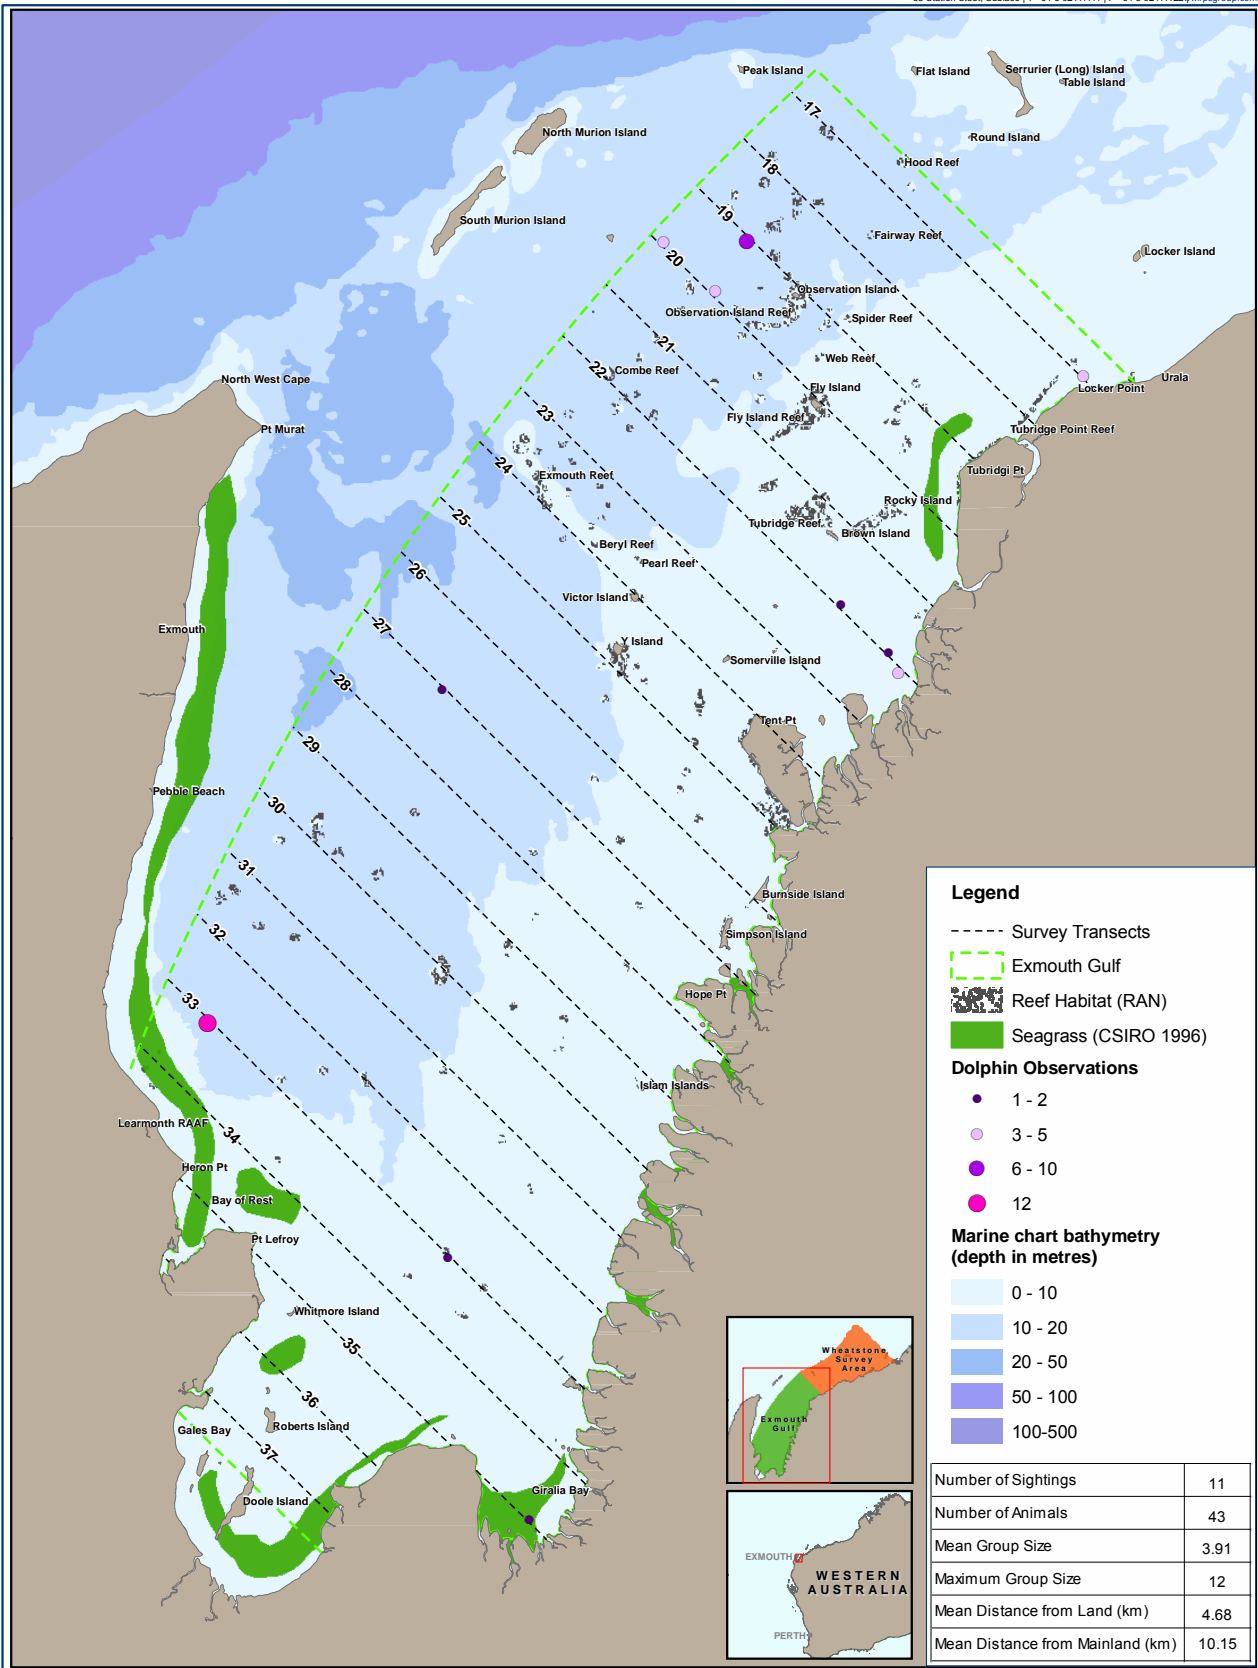 Peak Island
Flat Island
Serrurier (Long) Island
Table Island
17
North Murion Island
Round Island
Hood Reef
18
19
South Murion Island
Fairway Reef
20
Locker Island
Observation Island
Observation Island Reef
Spider Reef
21
Web Reef
22
Combe Reef
North West Cape
Fly Island
Urala
Locker Point
23
Fly Island Reef
Pt Murat
Tubridge Point Reef
24
Exmouth Reef
Tubridgi Pt
Rocky Island
25
Tubridge Reef
Brown Island
Beryl Reef
Pearl Reef
26
Victor Island
27
Exmouth
Y Island
Somerville Island
28
Tent Pt
29
Pebble Beach
30
31
Burnside Island
32
Simpson Island
33
Hope Pt
Islam Islands
Learmonth RAAF
34
Heron Pt
Bay of Rest
Pt Lefroy
Whitmore Island
35
36
Roberts Island
Gales Bay
37
Doole Island
Giralia Bay
Legend
Survey Transects
Exmouth Gulf
Reef Habitat (RAN)
Seagrass (CSIRO 1996)
Dolphin Observations
1 - 2
3 - 5
6 - 10
12
Marine chart bathymetry
(depth in metres)
0 - 10
10 - 20
20 - 50
50 - 100
100-500
Wheatstone
Survey
Area
Exmouth
Gulf
EXMOUTH
WESTERN
AUSTRALIA
PERTH
Number of Sightings 11
Number of Animals 43
Mean Group Size 3.91
Maximum Group Size 12
Mean Distance from Land (km) 4.68
Mean Distance from Mainland (km) 10.15